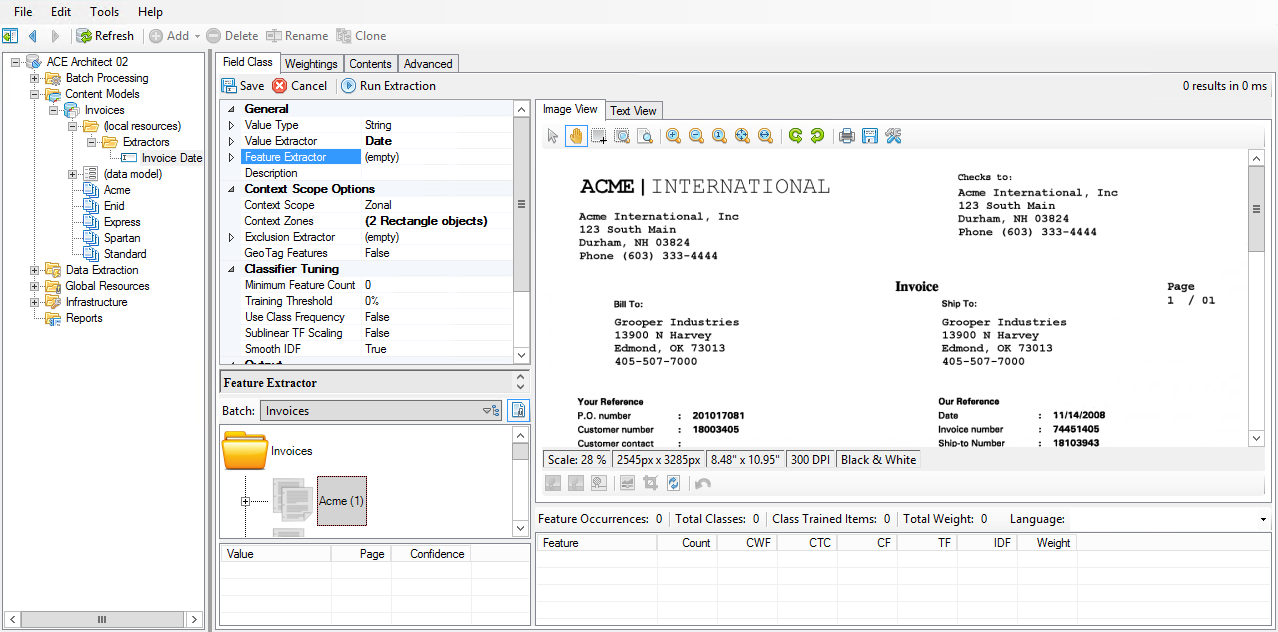 File Edit Tools Help
Refresh Add Delete Rename Clone
ACE Architect 02
Batch Processing
Content Models
Invoices
(local resources)
Extractors
Invoice Date
(data model)
Acme
Enid
Express
Spartan
Standard
Data Extraction
Global Resources
Infrastructure
Reports
Field Class Weightings Contents Advanced
Save Cancel Run Extraction 0 results in 0 ms
General
Value Type String
Value Extractor Date
Feature Extractor (empty)
Description
Context Scope Options
Context Scope Zonal
Context Zones (2 Rectangle objects)
Exclusion Extractor (empty)
GeoTag Features False
Classifier Tuning
Minimum Feature Count 0
Training Threshold 0%
Use Class Frequency False
Sublinear TF Scaling False
Smooth IDF True
Output
Feature Extractor
Batch: Invoices
Invoices
Acme (1)
Value Page Confidence
Image View Text View
ACME | INTERNATIONAL
Acme International, Inc
123 South Main
Durham, NH 03824
Phone (603) 333-4444
Checks to:
Acme International, Inc
123 South Main
Durham, NH 03824
Phone (603) 333-4444
Invoice
Page
1 / 01
Bill To:
Grooper Industries
13900 N Harvey
Edmond, OK 73013
405-507-7000
Ship To:
Grooper Industries
13900 N Harvey
Edmond, OK 73013
405-507-7000
Your Reference
P.O. number : 201017081
Customer number : 18003405
Customer contact :
Our Reference
Date : 11/14/2008
Invoice number : 74451405
Ship-to Number : 18103943
Scale: 28 % 2545px x 3285px 8.48" x 10.95" 300 DPI Black & White
Feature Occurrences: 0 Total Classes: 0 Class Trained Items: 0 Total Weight: 0 Language:
Feature Count CWF CTC CF TF IDF Weight